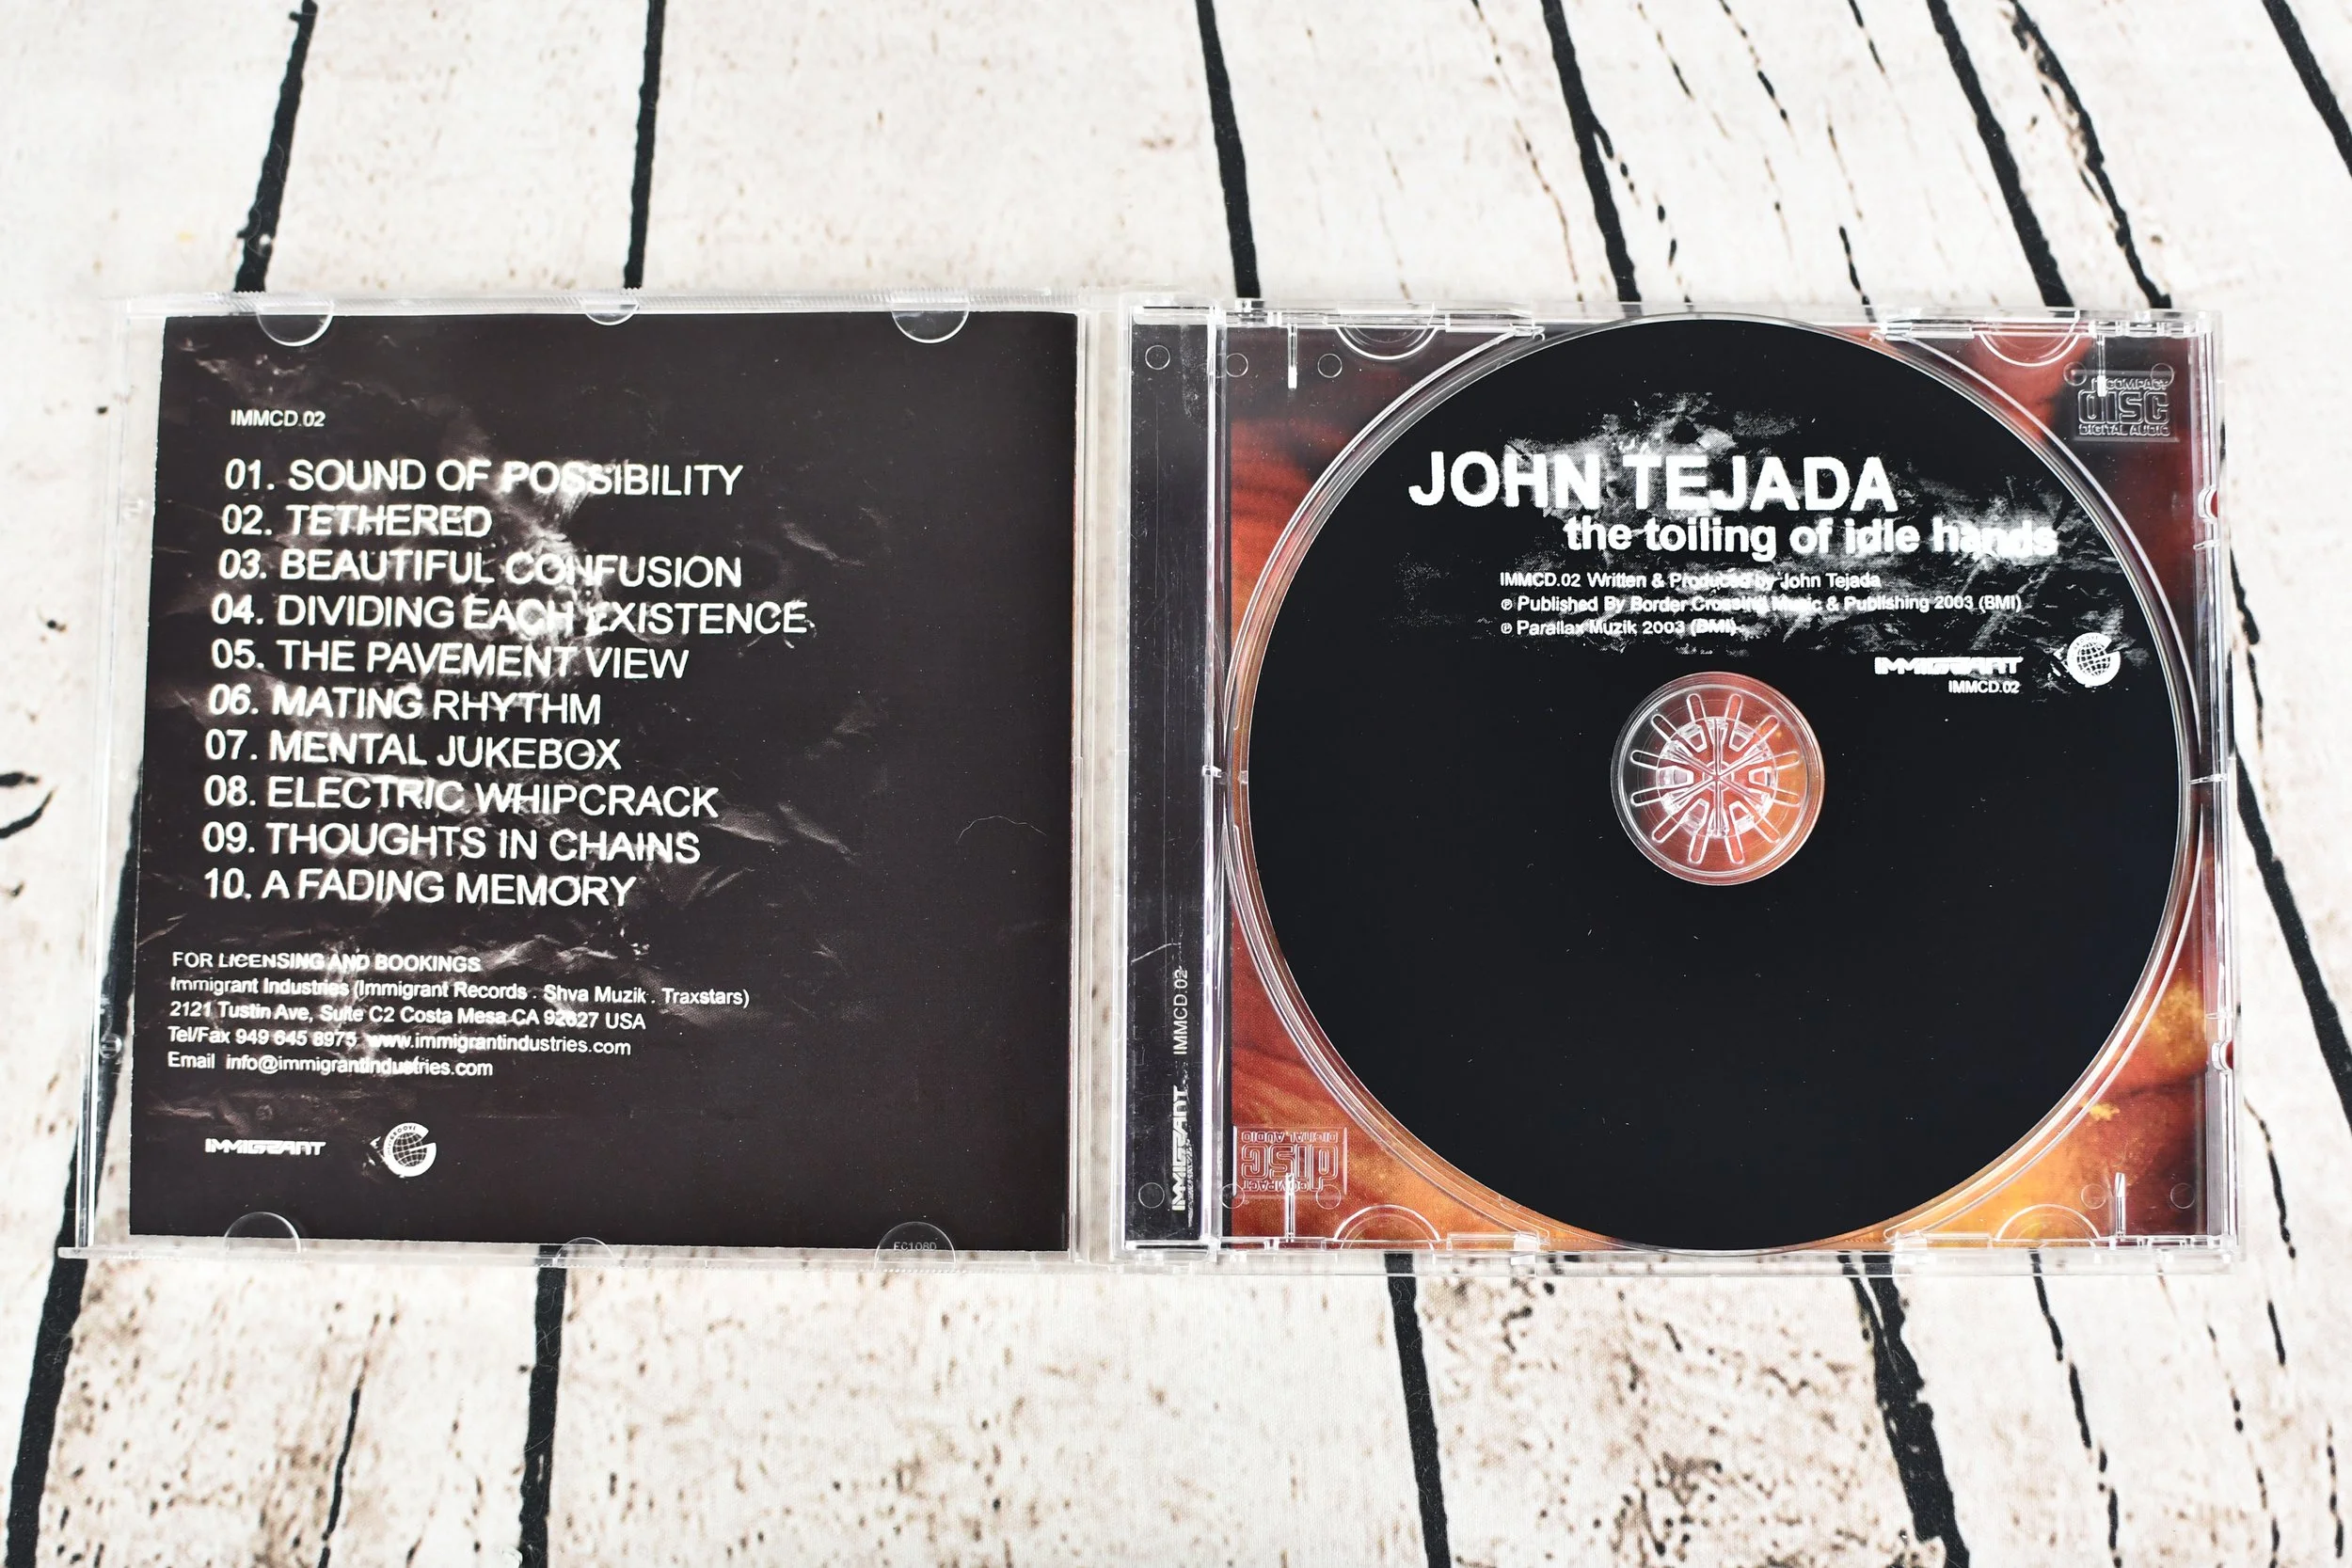 IMMCD.02
01. SOUND OF POSSIBILITY
02. TETHERED
03. BEAUTIFUL CONFUSION
04. DIVIDING EACH EXISTENCE
05. THE PAVEMENT VIEW
06. MATING RHYTHM
07. MENTAL JUKEBOX
08. ELECTRIC WHIPCRACK
09. THOUGHTS IN CHAINS
10. A FADING MEMORY
FOR LICENSING AND BOOKINGS
Immigrant Industries (Immigrant Records . Shva Muzik . Traxstars)
2121 Tustin Ave, Suite C2 Costa Mesa CA 92627 USA
Tel/Fax 949 645 8975 www.immigrantindustries.com
Email info@immigrantindustries.com
IMMIGRANT
GROOVE
IMMIGRANT IMMCD.02
JOHN TEJADA
the toiling of idle hands
IMMCD.02 Written & Produced by John Tejada
℗ Published By Border Crossing Music & Publishing 2003 (BMI)
℗ Parallax Muzik 2003 (BMI)
IMMIGRANT
IMMCD.02
COMPACT
disc
DIGITAL AUDIO
COMPACT
disc
DIGITAL AUDIO